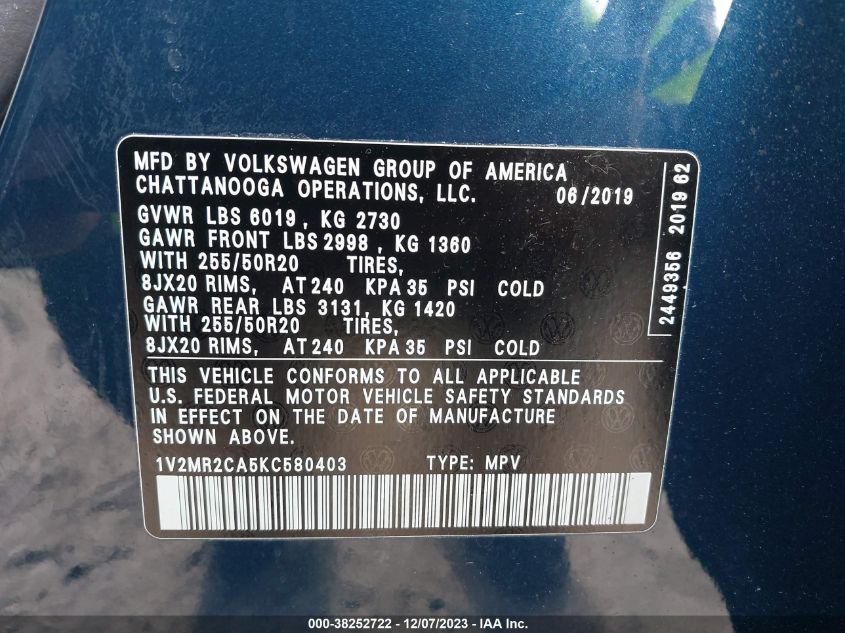 MFD BY VOLKSWAGEN GROUP OF AMERICA
CHATTANOOGA OPERATIONS, LLC. 06/2019
GVWR LBS 6019 , KG 2730
GAWR FRONT LBS 2998 , KG 1360
WITH 255/50R20 TIRES,
8JX20 RIMS, AT 240 KPA 35 PSI COLD
GAWR REAR LBS 3131, KG 1420
WITH 255/50R20 TIRES,
8JX20 RIMS, AT 240 KPA 35 PSI COLD
THIS VEHICLE CONFORMS TO ALL APPLICABLE
U.S. FEDERAL MOTOR VEHICLE SAFETY STANDARDS
IN EFFECT ON THE DATE OF MANUFACTURE
SHOWN ABOVE
1V2MR2CA5KC580403 TYPE: MPV
2449356 2019 62
000-38252722 - 12/07/2023 - IAA Inc.